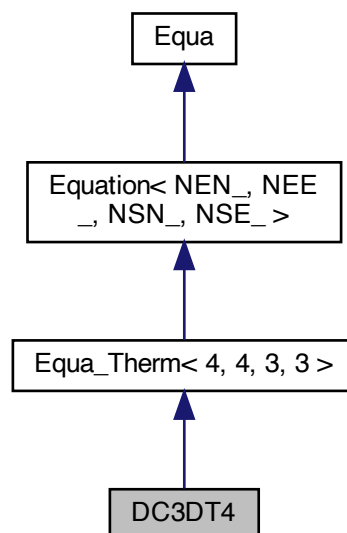 Equa
Equation< NEN_, NEE
_, NSN_, NSE_ >
Equa_Therm< 4, 4, 3, 3 >
DC3DT4